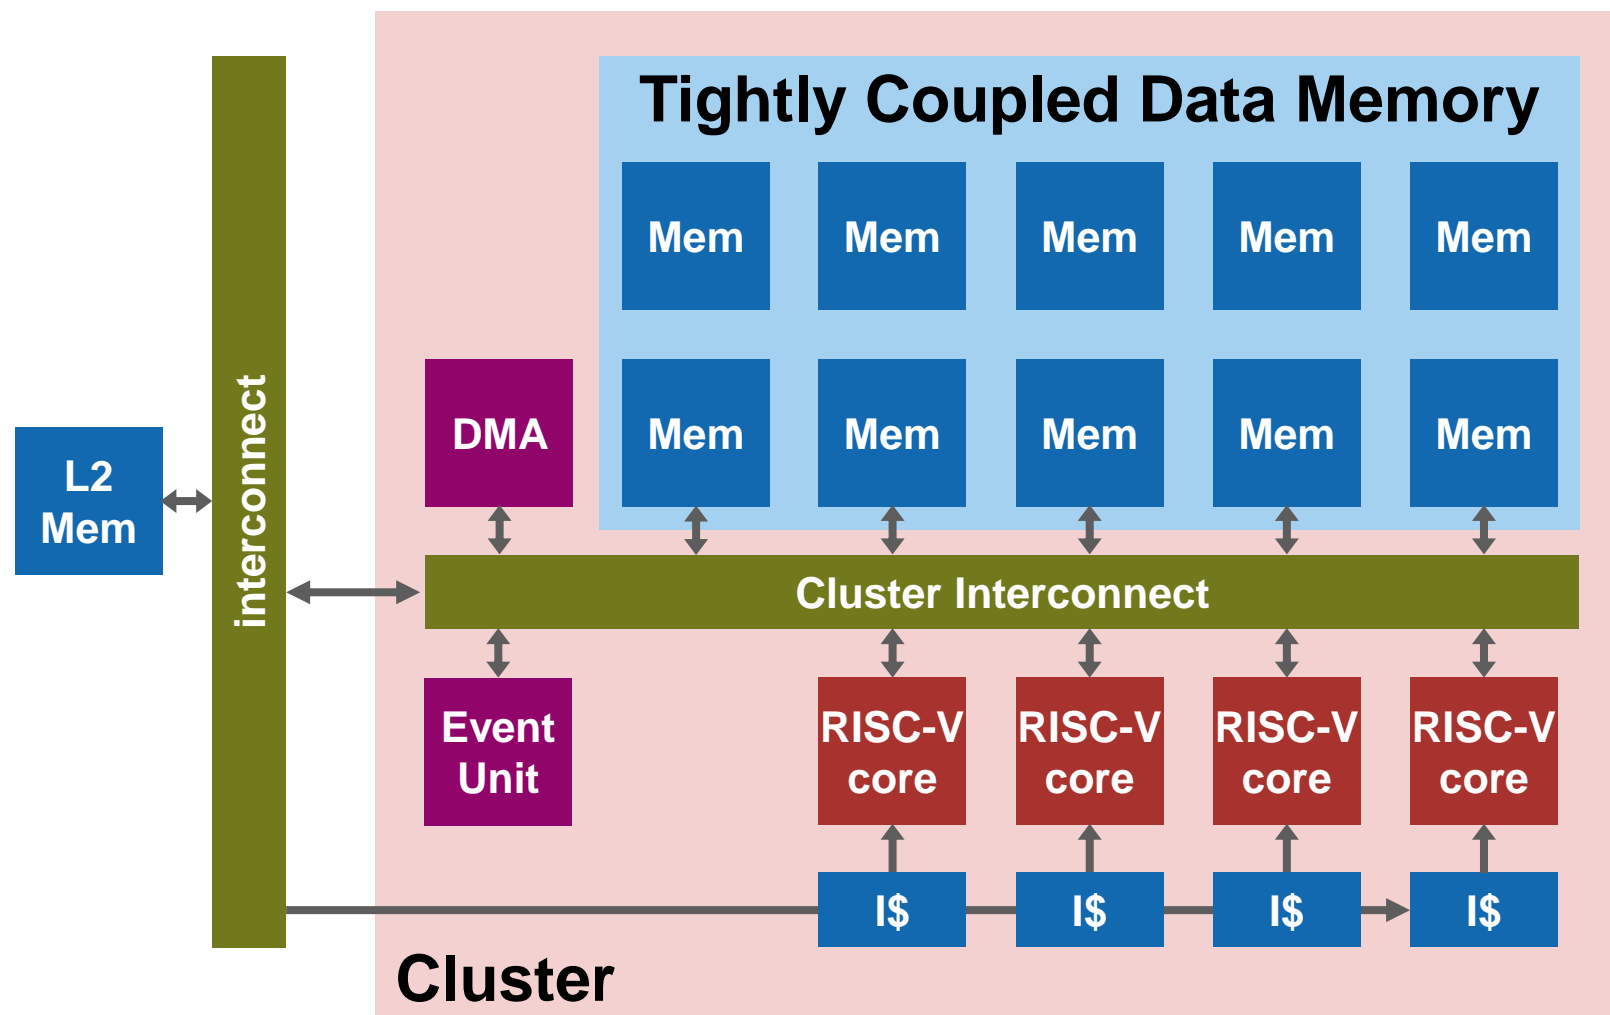 Tightly Coupled Data Memory
Mem Mem Mem Mem Mem
interconnect
DMA
Mem Mem Mem Mem Mem
L2
Mem
Cluster Interconnect
Event
Unit
RISC-V
core
RISC-V
core
RISC-V
core
RISC-V
core
I$ I$ I$ I$
Cluster